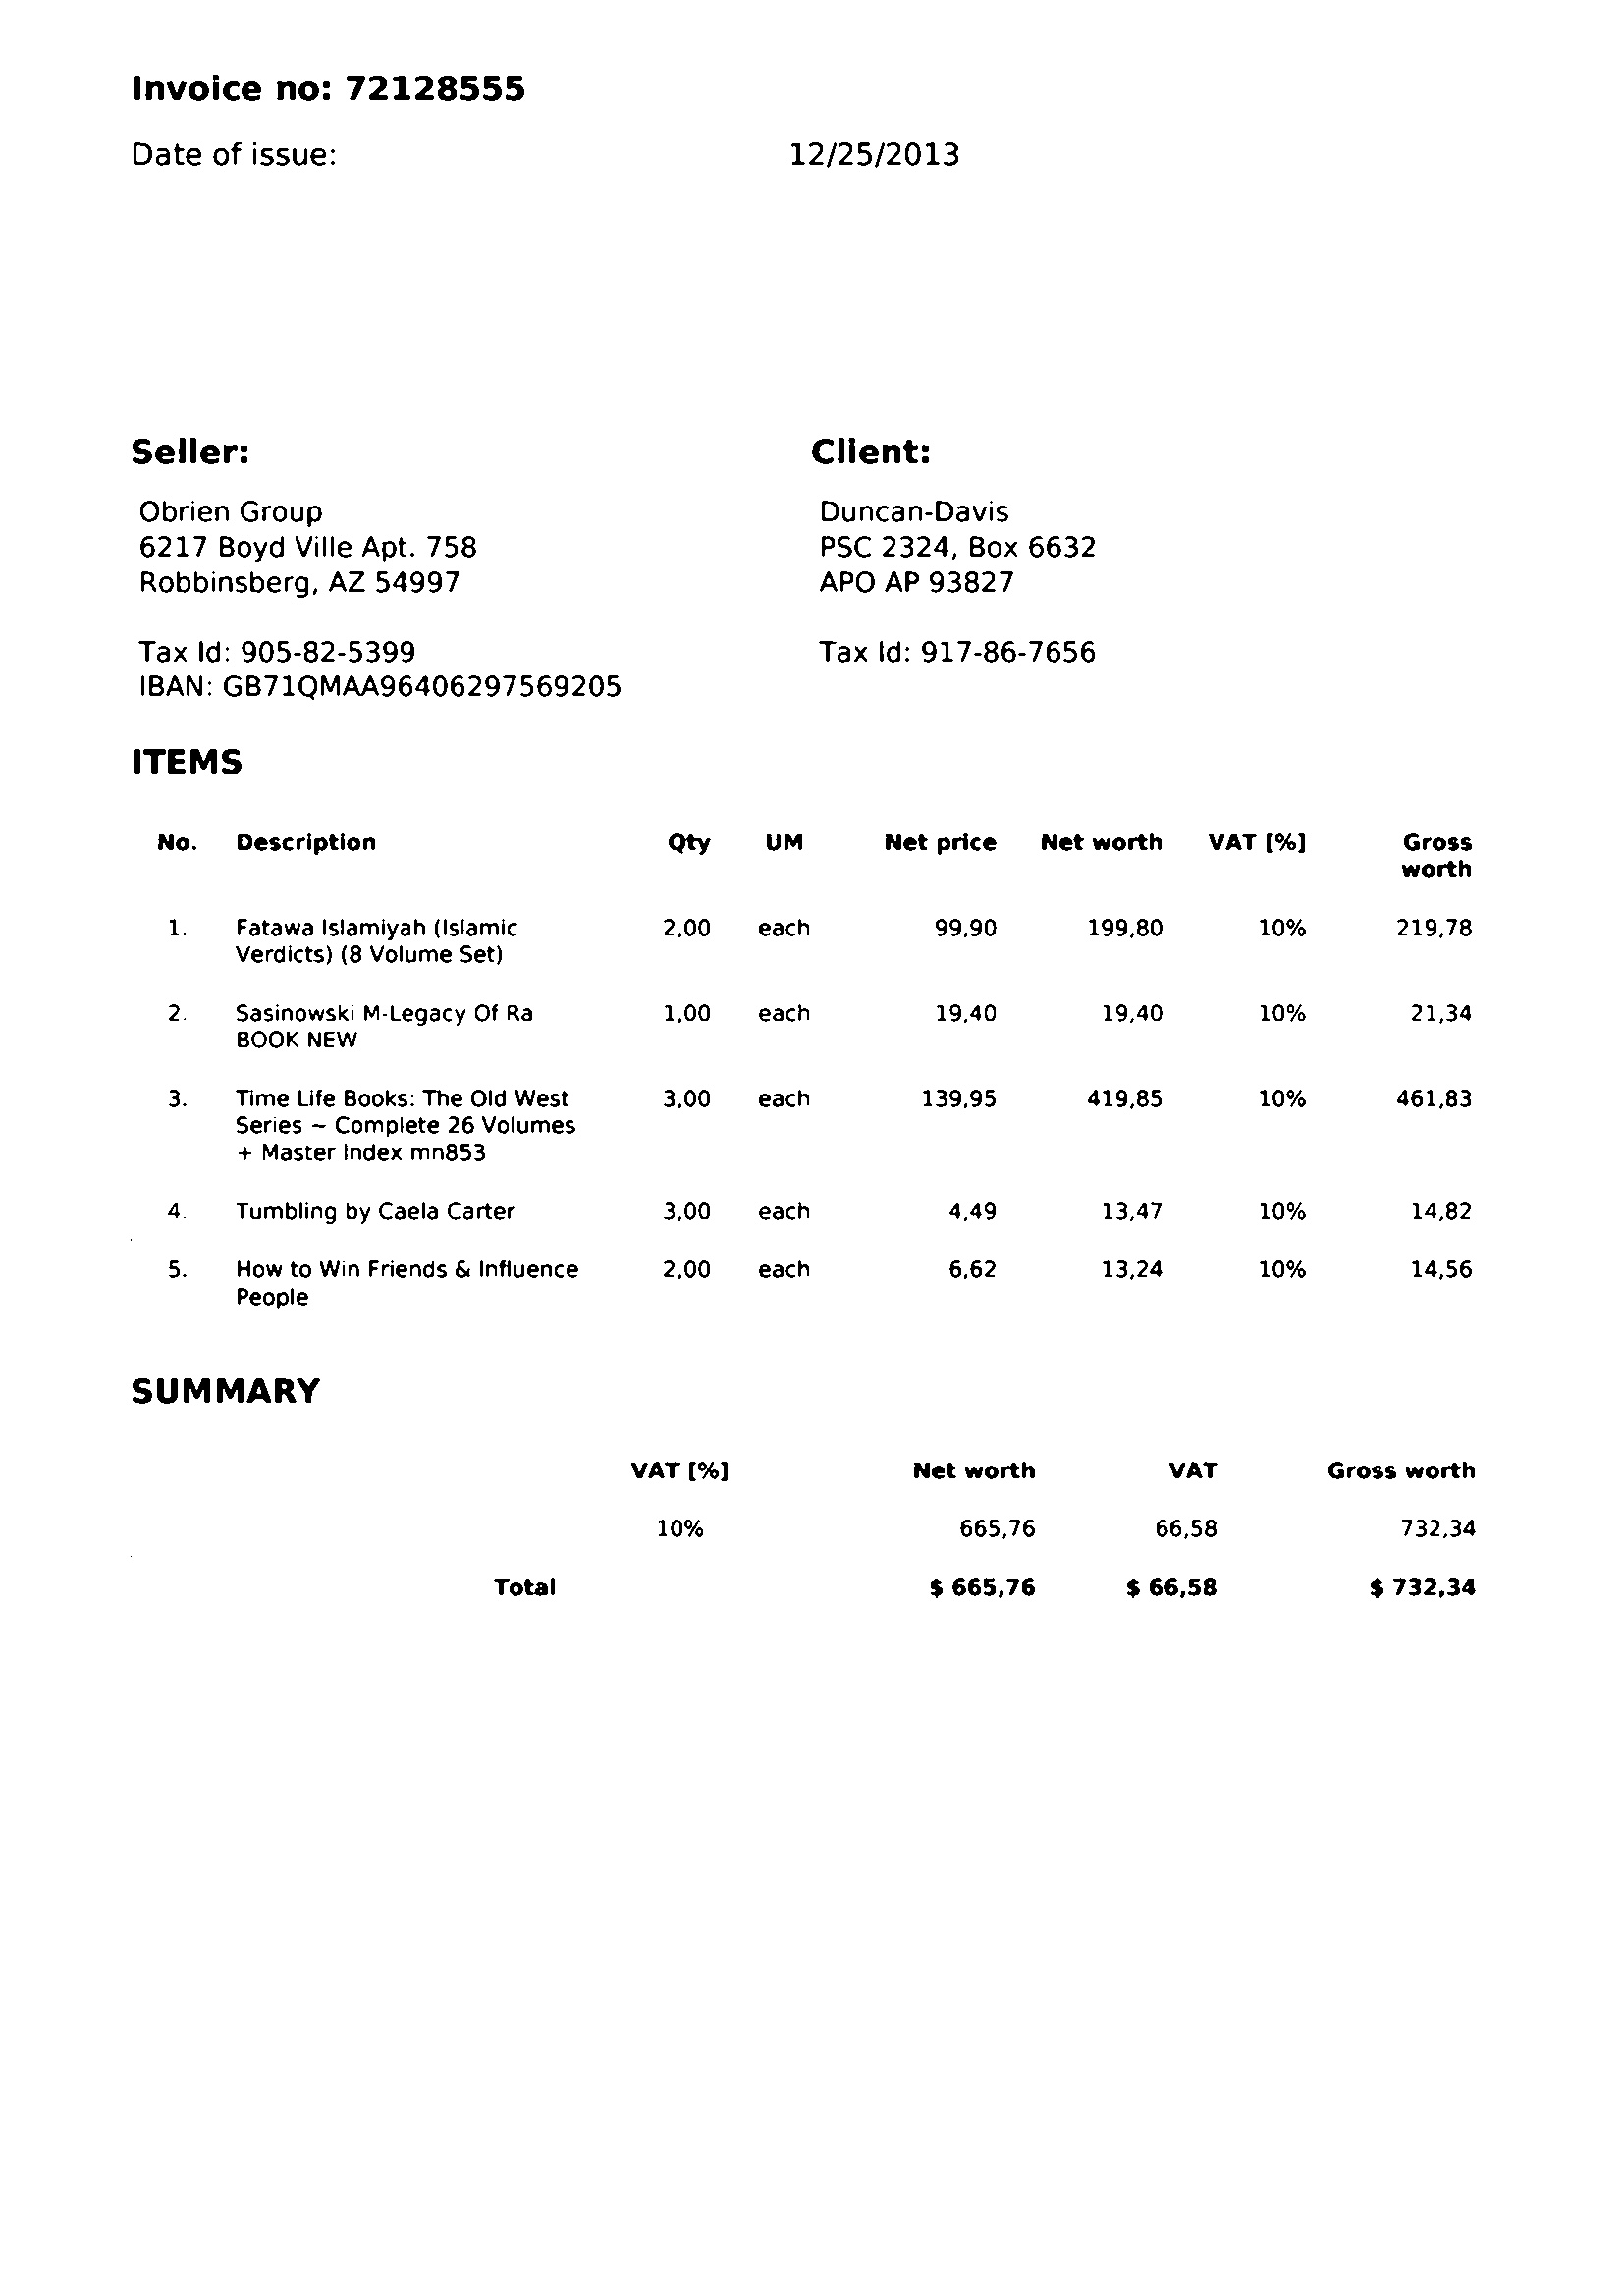 Invoice no: 72128555
Date of issue: 12/25/2013
Seller: Client:
Obrien Group Duncan-Davis
6217 Boyd Ville Apt. 758 PSC 2324, Box 6632
Robbinsberg, AZ 54997 APO AP 93827
Tax Id: 905-82-5399 Tax Id: 917-86-7656
IBAN: GB71QMAA96406297569205
ITEMS
No. Description Qty UM Net price Net worth VAT [%] Gross
worth
1. Fatawa Islamiyah (Islamic 2,00 each 99,90 199,80 10% 219,78
Verdicts) (8 Volume Set)
2. Sasinowski M-Legacy Of Ra 1,00 each 19,40 19,40 10% 21,34
BOOK NEW
3. Time Life Books: The Old West 3,00 each 139,95 419,85 10% 461,83
Series ~ Complete 26 Volumes
+ Master Index mn853
4. Tumbling by Caela Carter 3,00 each 4,49 13,47 10% 14,82
5. How to Win Friends & Influence 2,00 each 6,62 13,24 10% 14,56
People
SUMMARY
VAT [%] Net worth VAT Gross worth
10% 665,76 66,58 732,34
Total $ 665,76 $ 66,58 $ 732,34